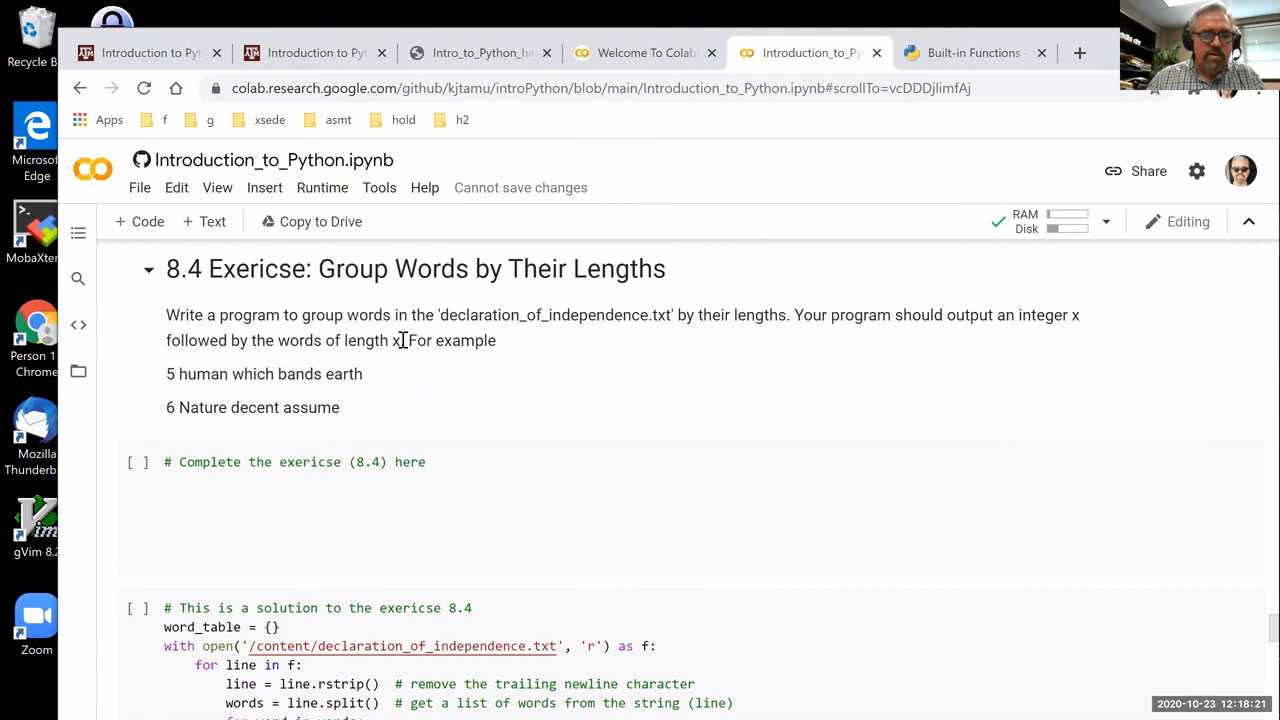 Recycle B
Introduction to Pyt
Introduction to Pyt
intro_to_Python
Welcome To Colab
Introduction_to_Py
Built-in Functions -
colab.research.google.com/github/kjtamu/introPython/blob/main/Introduction_to_Python.ipynb#scrollTo=vcDDDjlimfAj
Apps f g xsede asmt hold h2
Microsof
Edge
Introduction_to_Python.ipynb
File Edit View Insert Runtime Tools Help Cannot save changes
Share
+ Code + Text Copy to Drive
RAM
Disk
Editing
MobaXter
8.4 Exericse: Group Words by Their Lengths
Write a program to group words in the 'declaration_of_independence.txt' by their lengths. Your program should output an integer x
followed by the words of length x. For example
5 human which bands earth
6 Nature decent assume
Person 1
Chrome
Mozilla
Thunderb
gVim 8.2
Zoom
[ ] # Complete the exericse (8.4) here
[ ] # This is a solution to the exericse 8.4
word_table = {}
with open('/content/declaration_of_independence.txt', 'r') as f:
for line in f:
line = line.rstrip() # remove the trailing newline character
words = line.split() # get a list of words from the string (line)
for word in words:
2020-10-23 12:18:21